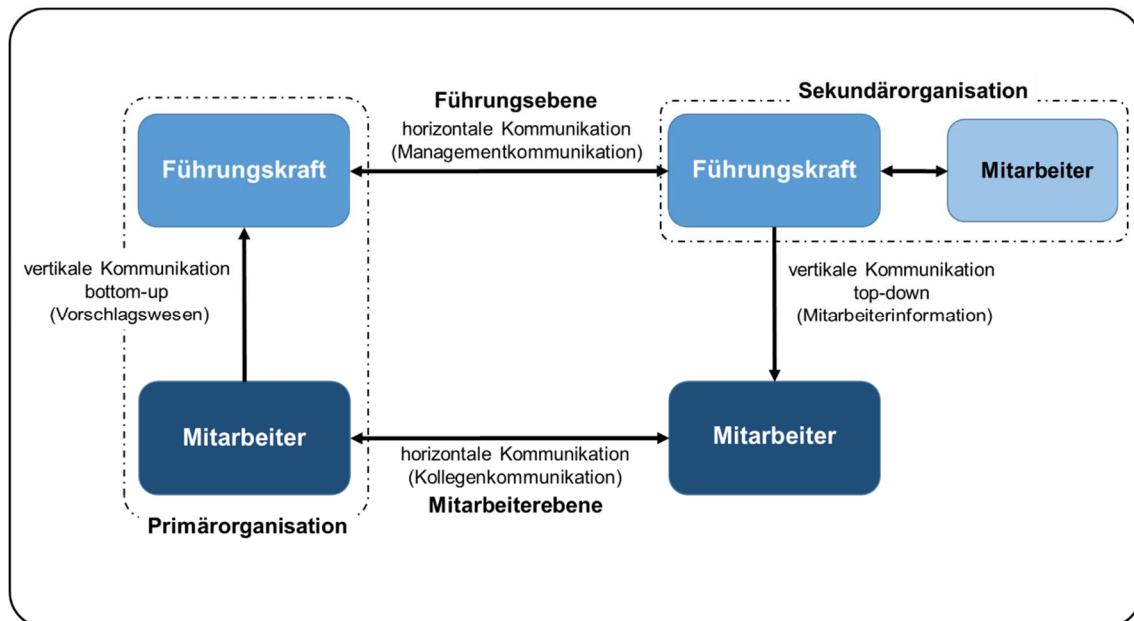 Sekundärorganisation
Führungsebene
horizontale Kommunikation
(Managementkommunikation)
Führungskraft
Führungskraft
Mitarbeiter
vertikale Kommunikation
bottom-up
(Vorschlagswesen)
vertikale Kommunikation
top-down
(Mitarbeiterinformation)
Mitarbeiter
Mitarbeiter
horizontale Kommunikation
(Kollegenkommunikation)
Mitarbeiterebene
Primärorganisation